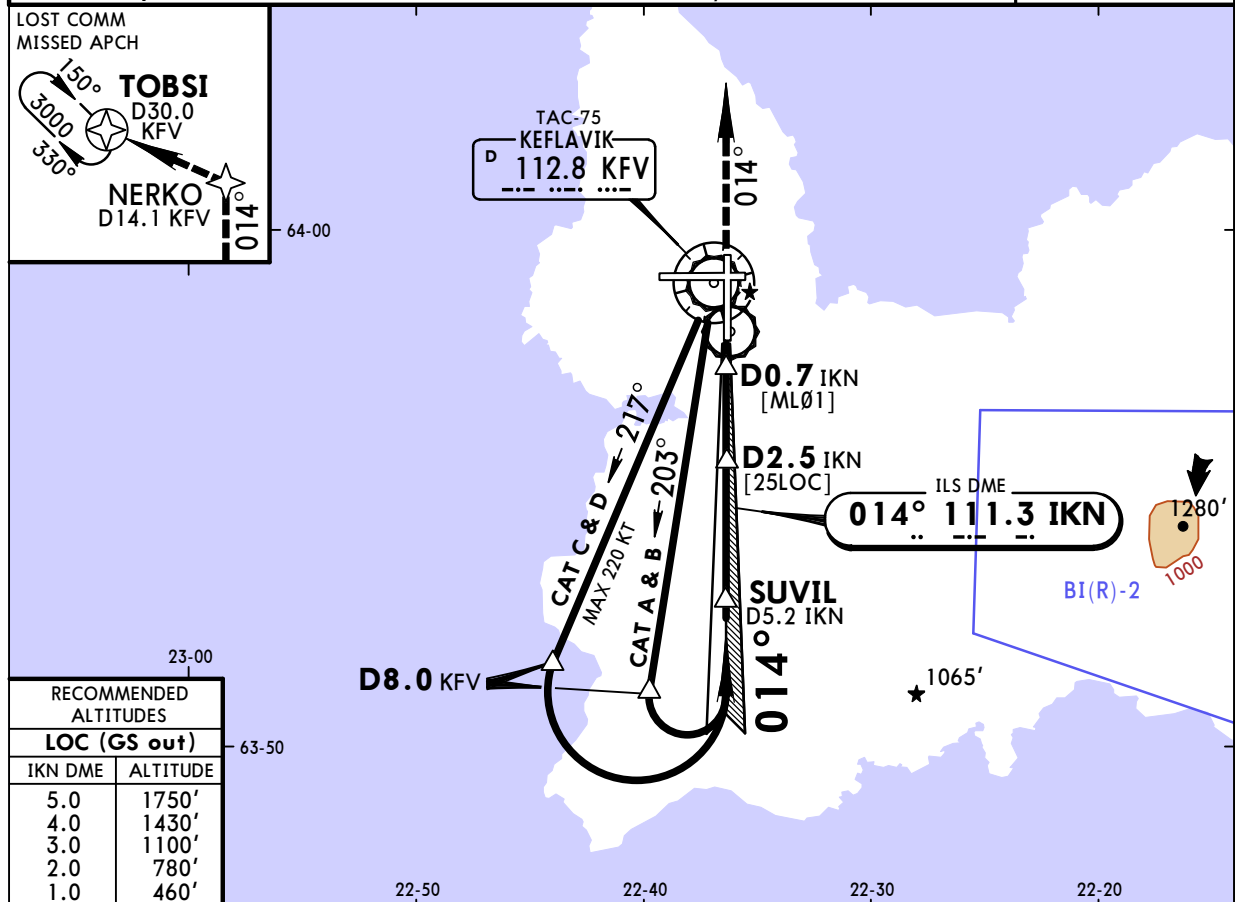 LOST COMM
MISSED APCH
150°
TOBSI
D30.0
KFV
3000
330°
NERKO
D14.1 KFV
014°
64-00
TAC-75
KEFLAVIK
D 112.8 KFV
014°
D0.7 IKN
[MLØ1]
D2.5 IKN
[25LOC]
ILS DME
014° 111.3 IKN
217°
203°
CAT C & D
MAX 220 KT
CAT A & B
SUVIL
D5.2 IKN
014°
1280'
1000
BI(R)-2
1065'
D8.0 KFV
23-00
63-50
RECOMMENDED
ALTITUDES
LOC (GS out)
IKN DME ALTITUDE
5.0 1750'
4.0 1430'
3.0 1100'
2.0 780'
1.0 460'
22-50 22-40 22-30 22-20